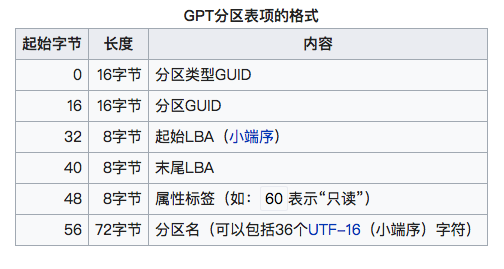 GPT分区表项的格式
起始字节 长度 内容
0 16字节 分区类型GUID
16 16字节 分区GUID
32 8字节 起始LBA（小端序）
40 8字节 末尾LBA
48 8字节 属性标签（如：60表示“只读”）
56 72字节 分区名（可以包括36个UTF-16（小端序）字符）